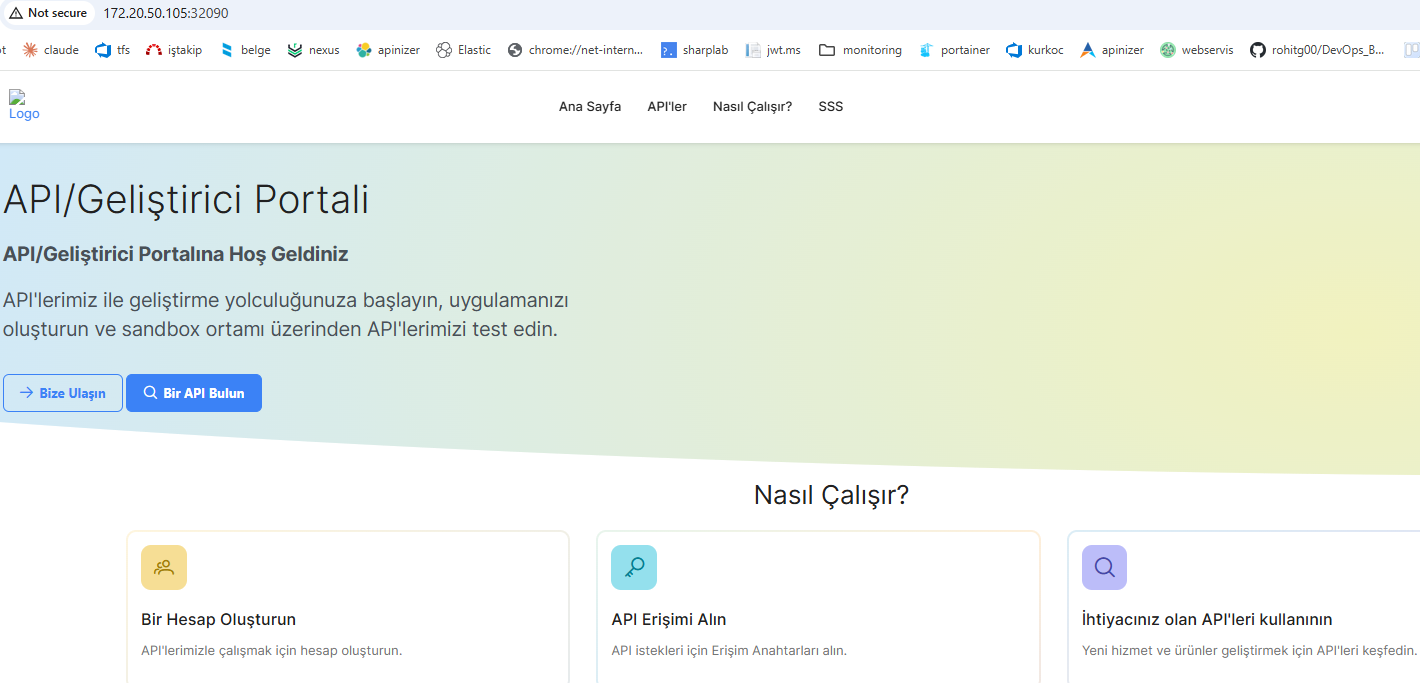 Not secure 172.20.50.105:32090
claude tfs iştakip belge nexus apinizer Elastic chrome://net-intern... sharplab jwt.ms monitoring portainer kurkoc apinizer webservis rohitg00/DevOps_B...
Logo
Ana Sayfa API'ler Nasıl Çalışır? SSS
API/Geliştirici Portali
API/Geliştirici Portalına Hoş Geldiniz
API'lerimiz ile geliştirme yolculuğunuza başlayın, uygulamanızı
oluşturun ve sandbox ortamı üzerinden API'lerimizi test edin.
Bize Ulaşın Bir API Bulun
Nasıl Çalışır?
Bir Hesap Oluşturun API Erişimi Alın İhtiyacınız olan API'leri kullanının
API'lerimizle çalışmak için hesap oluşturun. API istekleri için Erişim Anahtarları alın. Yeni hizmet ve ürünler geliştirmek için API'leri keşfedin.